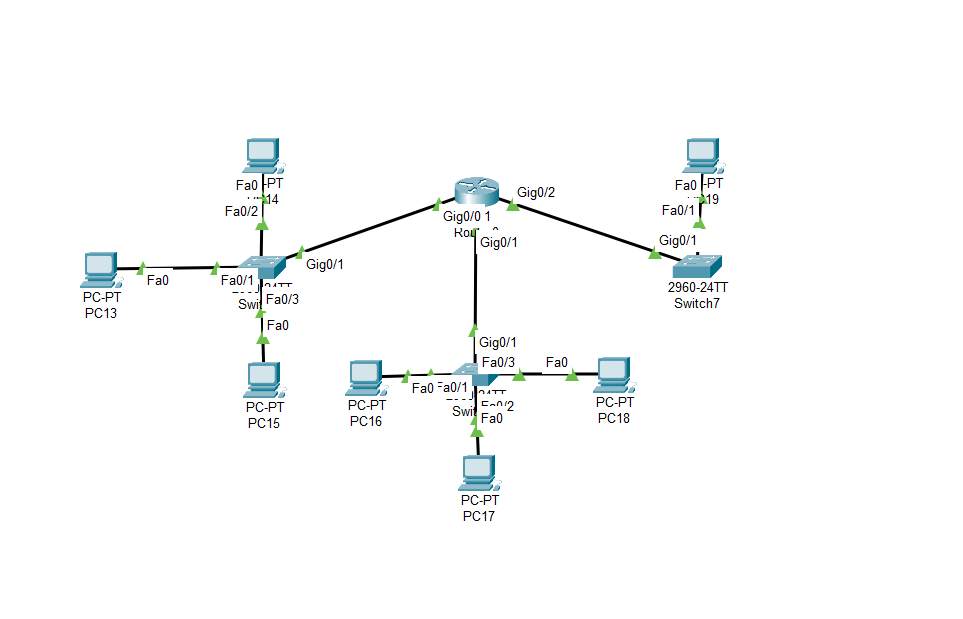 Fa0
-PT
Fa0/2
Fa0
-PT
Fa0/1
Gig0/2
Gig0/0
1
Gig0/1
Gig0/1
Gig0/1
Fa0
PC-PT
PC13
Fa0/1
Fa0/3
Fa0
PC-PT
PC15
2960-24TT
Switch7
Gig0/1
Fa0/3
Fa0
Fa0
Fa0/1
Fa0
PC-PT
PC16
PC-PT
PC18
PC-PT
PC17